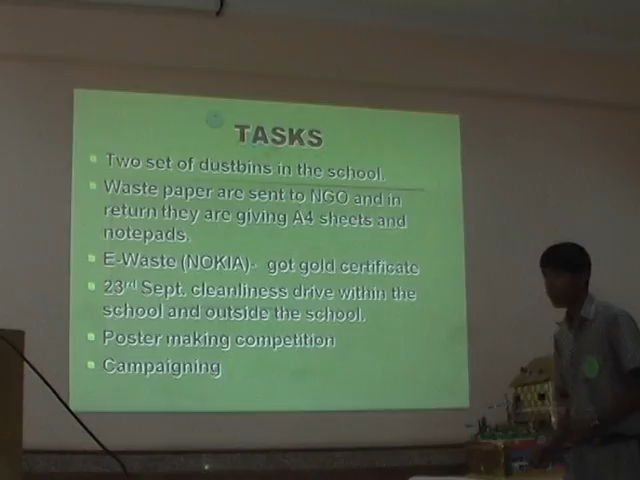 TASKS
Two set of dustbins in the school.
Waste paper are sent to NGO and in
return they are giving A4 sheets and
notepads.
E-Waste (NOKIA)- got gold certificate
23rd Sept. cleanliness drive within the
school and outside the school.
Poster making competition
Campaigning